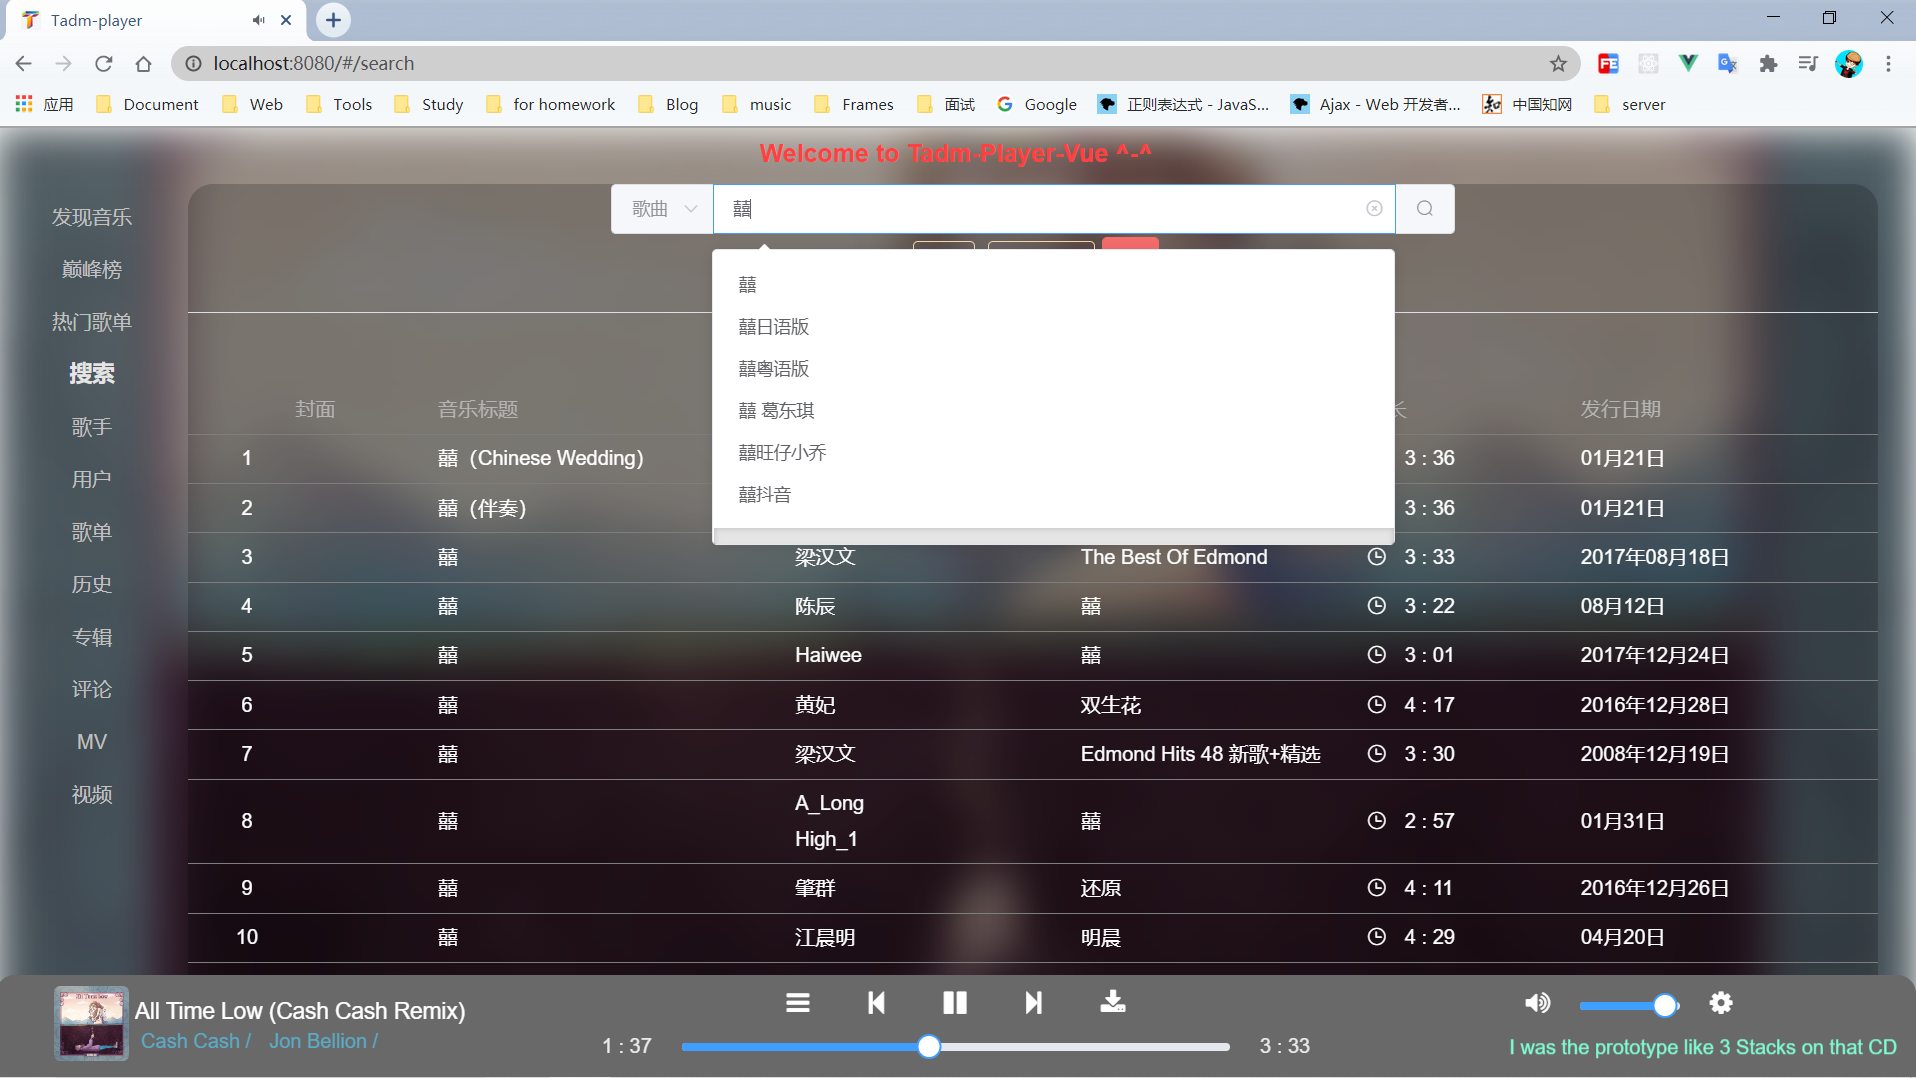 Tadm-player
localhost:8080/#/search
应用 Document Web Tools Study for homework Blog music Frames 面试 Google 正则表达式 - JavaS... Ajax - Web 开发者... 中国知网 server
Welcome to Tadm-Player-Vue ^-^
歌曲 囍
囍
囍日语版
囍粤语版
囍 葛东琪
囍旺仔小乔
囍抖音
发现音乐
巅峰榜
热门歌单
搜索
歌手
用户
歌单
历史
专辑
评论
MV
视频
封面 音乐标题 长 发行日期
1 囍（Chinese Wedding） 3 : 36 01月21日
2 囍（伴奏） 3 : 36 01月21日
3 囍 梁汉文 The Best Of Edmond 3 : 33 2017年08月18日
4 囍 陈辰 囍 3 : 22 08月12日
5 囍 Haiwee 囍 3 : 01 2017年12月24日
6 囍 黄妃 双生花 4 : 17 2016年12月28日
7 囍 梁汉文 Edmond Hits 48 新歌+精选 3 : 30 2008年12月19日
8 囍 A_Long High_1 囍 2 : 57 01月31日
9 囍 肇群 还原 4 : 11 2016年12月26日
10 囍 江晨明 明晨 4 : 29 04月20日
All Time Low (Cash Cash Remix)
Cash Cash / Jon Bellion /
1 : 37 3 : 33
I was the prototype like 3 Stacks on that CD